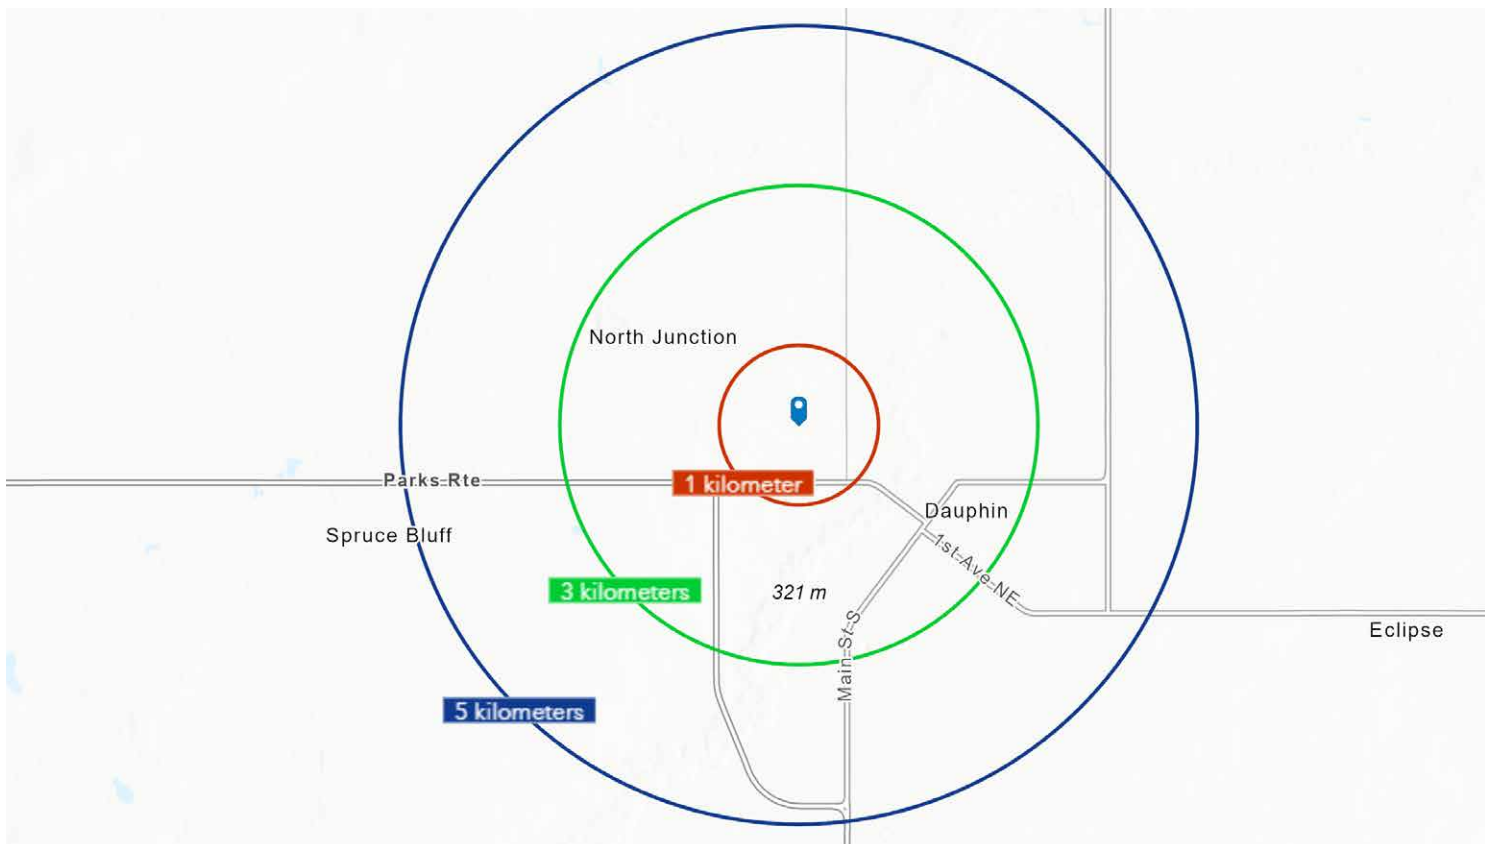 North Junction
Parks Rte
1 kilometer
Dauphin
Spruce Bluff
1st Ave NE
3 kilometers
321 m
Main St S
Eclipse
5 kilometers